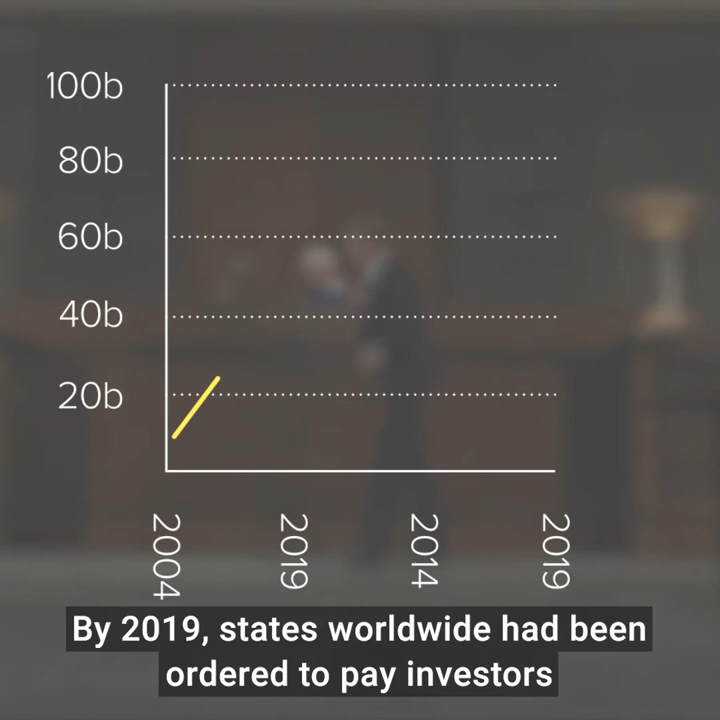 100b
80b
60b
40b
20b
2004
2019
2014
2019
By 2019, states worldwide had been
ordered to pay investors